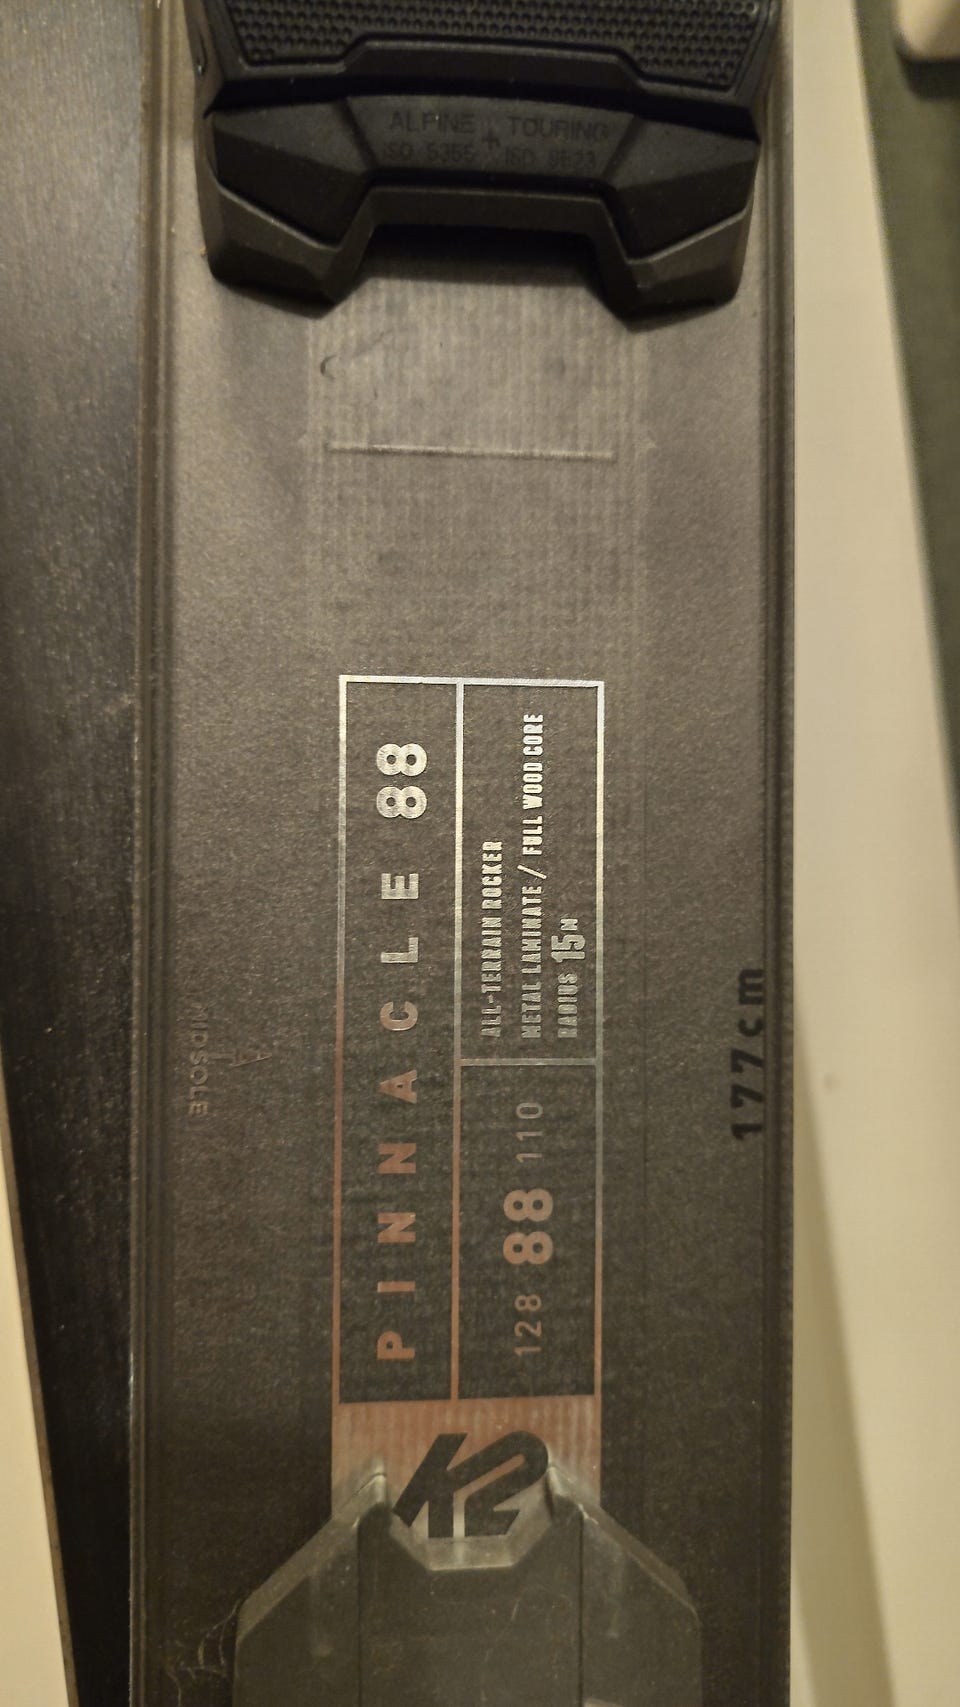 ALPINE + TOURING
ISO 5355 ISO 9523
PINNACLE 88
ALL-TERRAIN ROCKER
METAL LAMINATE / FULL WOOD CORE
RADIUS 15M
128 88 110
K2
MIDSOLE
177cm